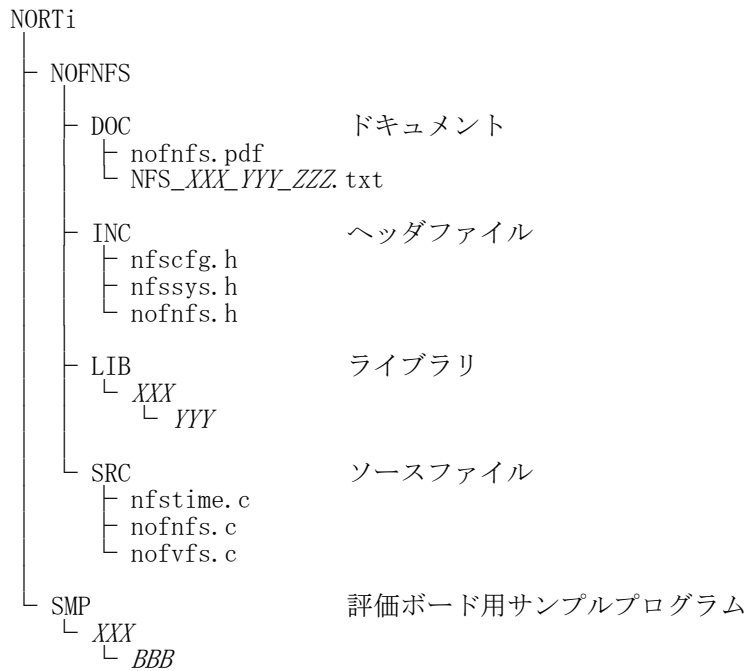 NORTi
NOFNFS
DOC ドキュメント
nofnfs.pdf
NFS_XXX_YYY_ZZZ.txt
INC ヘッダファイル
nfscfg.h
nfssys.h
nofnfs.h
LIB ライブラリ
XXX
YYY
SRC ソースファイル
nfstime.c
nofnfs.c
nofvfs.c
SMP 評価ボード用サンプルプログラム
XXX
BBB